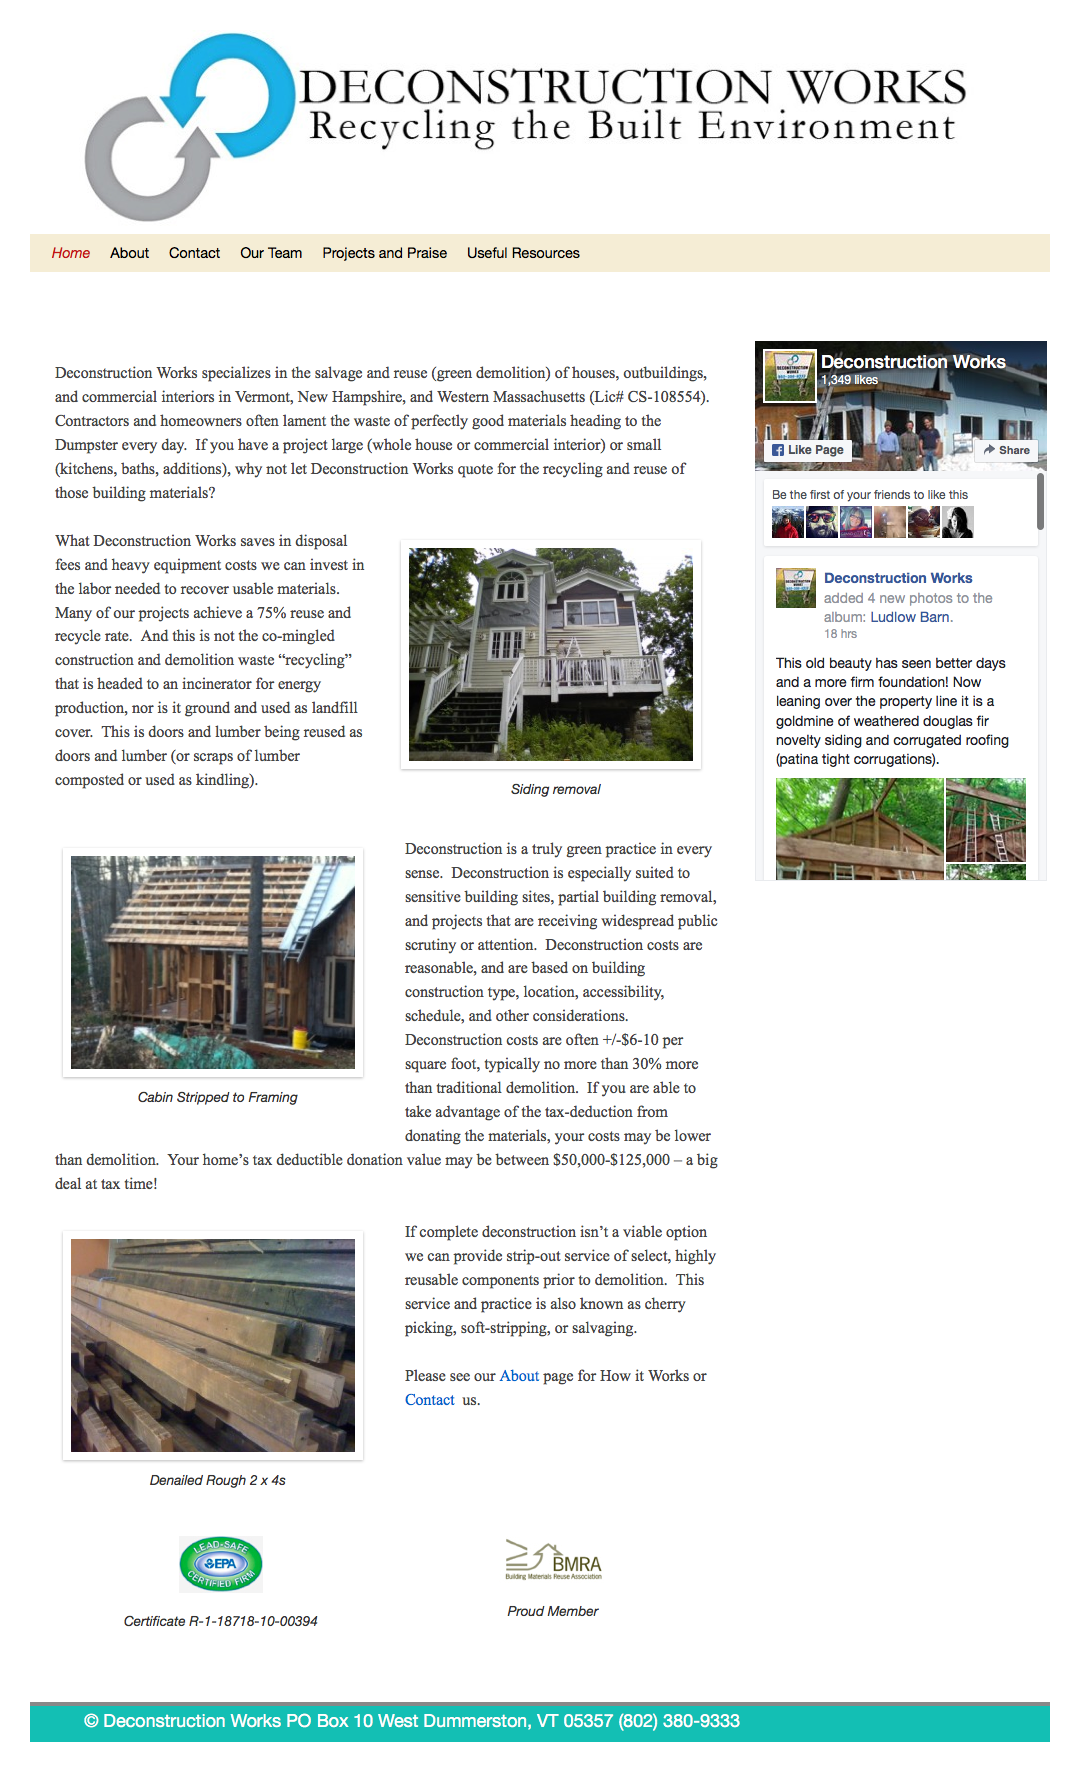 DECONSTRUCTION WORKS
Recycling the Built Environment
Home About Contact Our Team Projects and Praise Useful Resources
Deconstruction Works specializes in the salvage and reuse (green demolition) of houses, outbuildings,
and commercial interiors in Vermont, New Hampshire, and Western Massachusetts (Lic# CS-108554).
Contractors and homeowners often lament the waste of perfectly good materials heading to the
Dumpster every day.  If you have a project large (whole house or commercial interior) or small
(kitchens, baths, additions), why not let Deconstruction Works quote for the recycling and reuse of
those building materials?
What Deconstruction Works saves in disposal
fees and heavy equipment costs we can invest in
the labor needed to recover usable materials.
Many of our projects achieve a 75% reuse and
recycle rate.  And this is not the co-mingled
construction and demolition waste “recycling”
that is headed to an incinerator for energy
production, nor is it ground and used as landfill
cover.  This is doors and lumber being reused as
doors and lumber (or scraps of lumber
composted or used as kindling).
Siding removal
Deconstruction is a truly green practice in every
sense.  Deconstruction is especially suited to
sensitive building sites, partial building removal,
and projects that are receiving widespread public
scrutiny or attention.  Deconstruction costs are
reasonable, and are based on building
construction type, location, accessibility,
schedule, and other considerations.
Deconstruction costs are often +/-$6-10 per
square foot, typically no more than 30% more
than traditional demolition.  If you are able to
take advantage of the tax-deduction from
donating the materials, your costs may be lower
than demolition.  Your home’s tax deductible donation value may be between $50,000-$125,000 – a big
deal at tax time!
Cabin Stripped to Framing
If complete deconstruction isn’t a viable option
we can provide strip-out service of select, highly
reusable components prior to demolition.  This
service and practice is also known as cherry
picking, soft-stripping, or salvaging.
Please see our About page for How it Works or
Contact  us.
Denailed Rough 2 x 4s
LEAD-SAFE
EPA
CERTIFIED FIRM
Certificate R-1-18718-10-00394
BMRA
Building Materials Reuse Association
Proud Member
Deconstruction Works
1,349 likes
Like Page
Share
Be the first of your friends to like this
Deconstruction Works
added 4 new photos to the
album: Ludlow Barn.
18 hrs
This old beauty has seen better days
and a more firm foundation! Now
leaning over the property line it is a
goldmine of weathered douglas fir
novelty siding and corrugated roofing
(patina tight corrugations).
© Deconstruction Works PO Box 10 West Dummerston, VT 05357 (802) 380-9333